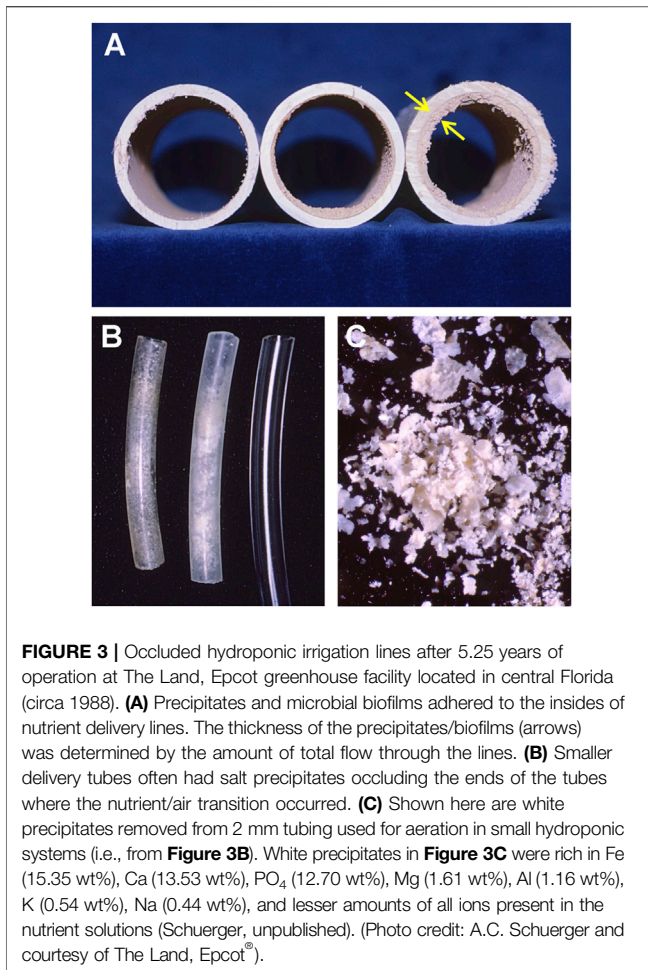 A
B
C
FIGURE 3 | Occluded hydroponic irrigation lines after 5.25 years of
operation at The Land, Epcot greenhouse facility located in central Florida
(circa 1988). (A) Precipitates and microbial biofilms adhered to the insides of
nutrient delivery lines. The thickness of the precipitates/biofilms (arrows)
was determined by the amount of total flow through the lines. (B) Smaller
delivery tubes often had salt precipitates occluding the ends of the tubes
where the nutrient/air transition occurred. (C) Shown here are white
precipitates removed from 2 mm tubing used for aeration in small hydroponic
systems (i.e., from Figure 3B). White precipitates in Figure 3C were rich in Fe
(15.35 wt%), Ca (13.53 wt%), PO₄ (12.70 wt%), Mg (1.61 wt%), Al (1.16 wt%),
K (0.54 wt%), Na (0.44 wt%), and lesser amounts of all ions present in the
nutrient solutions (Schuerger, unpublished). (Photo credit: A.C. Schuerger and
courtesy of The Land, Epcot®).